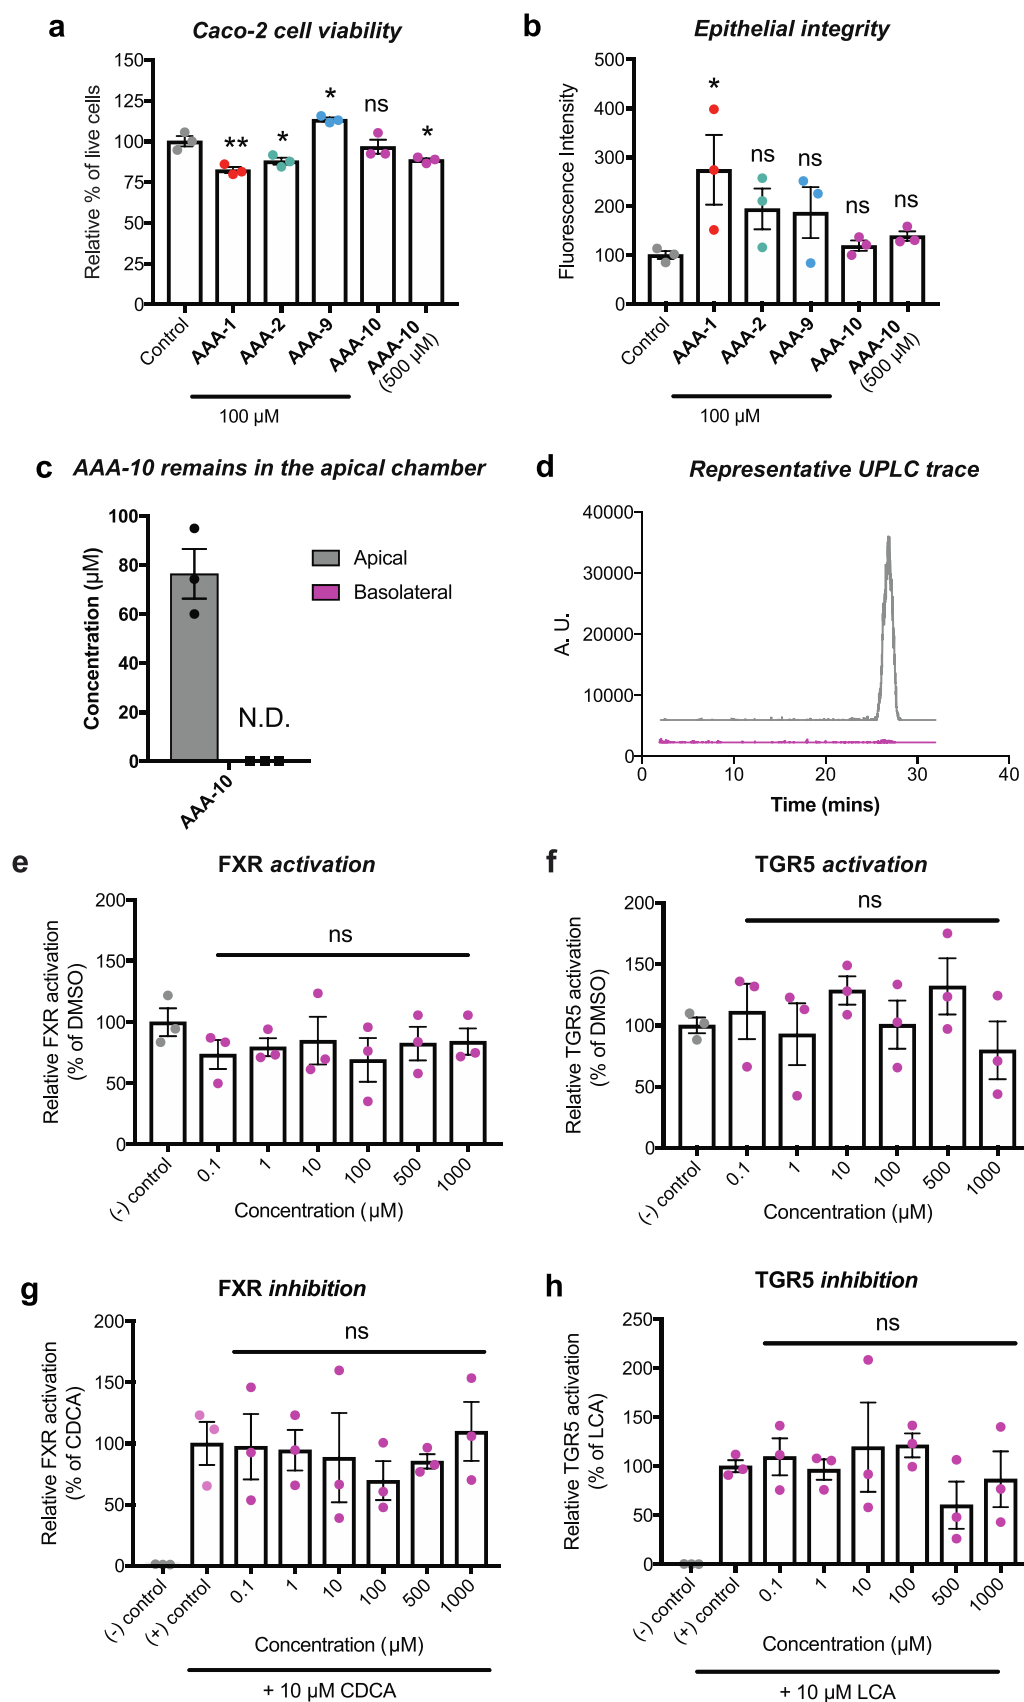 a Caco-2 cell viability
Relative % of live cells
150
125
100
75
50
25
0
** * * ns *
Control AAA-1 AAA-2 AAA-9 AAA-10 AAA-10 (500 µM)
100 µM
b Epithelial integrity
Fluorescence Intensity
500
400
300
200
100
0
* ns ns ns ns
Control AAA-1 AAA-2 AAA-9 AAA-10 AAA-10 (500 µM)
100 µM
c AAA-10 remains in the apical chamber
Concentration (µM)
100
80
60
40
20
0
N.D.
AAA-10
Apical
Basolateral
d Representative UPLC trace
A. U.
40000
30000
20000
10000
0
0 10 20 30 40
Time (mins)
e FXR activation
Relative FXR activation
(% of DMSO)
200
150
100
50
0
ns
(-) control 0.1 1 10 100 500 1000
Concentration (µM)
f TGR5 activation
Relative TGR5 activation
(% of DMSO)
200
150
100
50
0
ns
(-) control 0.1 1 10 100 500 1000
Concentration (µM)
g FXR inhibition
Relative FXR activation
(% of CDCA)
200
150
100
50
0
ns
(-) control (+) control 0.1 1 10 100 500 1000
Concentration (µM)
+ 10 µM CDCA
h TGR5 inhibition
Relative TGR5 activation
(% of LCA)
250
200
150
100
50
0
ns
(-) control (+) control 0.1 1 10 100 500 1000
Concentration (µM)
+ 10 µM LCA